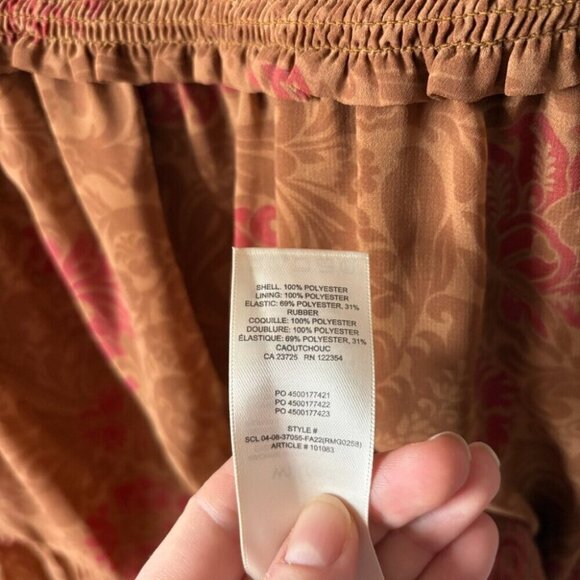 SHELL: 100% POLYESTER
LINING: 100% POLYESTER
ELASTIC: 69% POLYESTER, 31%
RUBBER
COQUILLE: 100% POLYESTER
DOUBLURE: 100% POLYESTER
ÉLASTIQUE: 69% POLYESTER, 31%
CAOUTCHOUC
CA 23725 RN 122354
PO 4500177421
PO 4500177422
PO 4500177423
STYLE #
SCL 04-08-37056-FA22(RMG0258)
ARTICLE # 101063